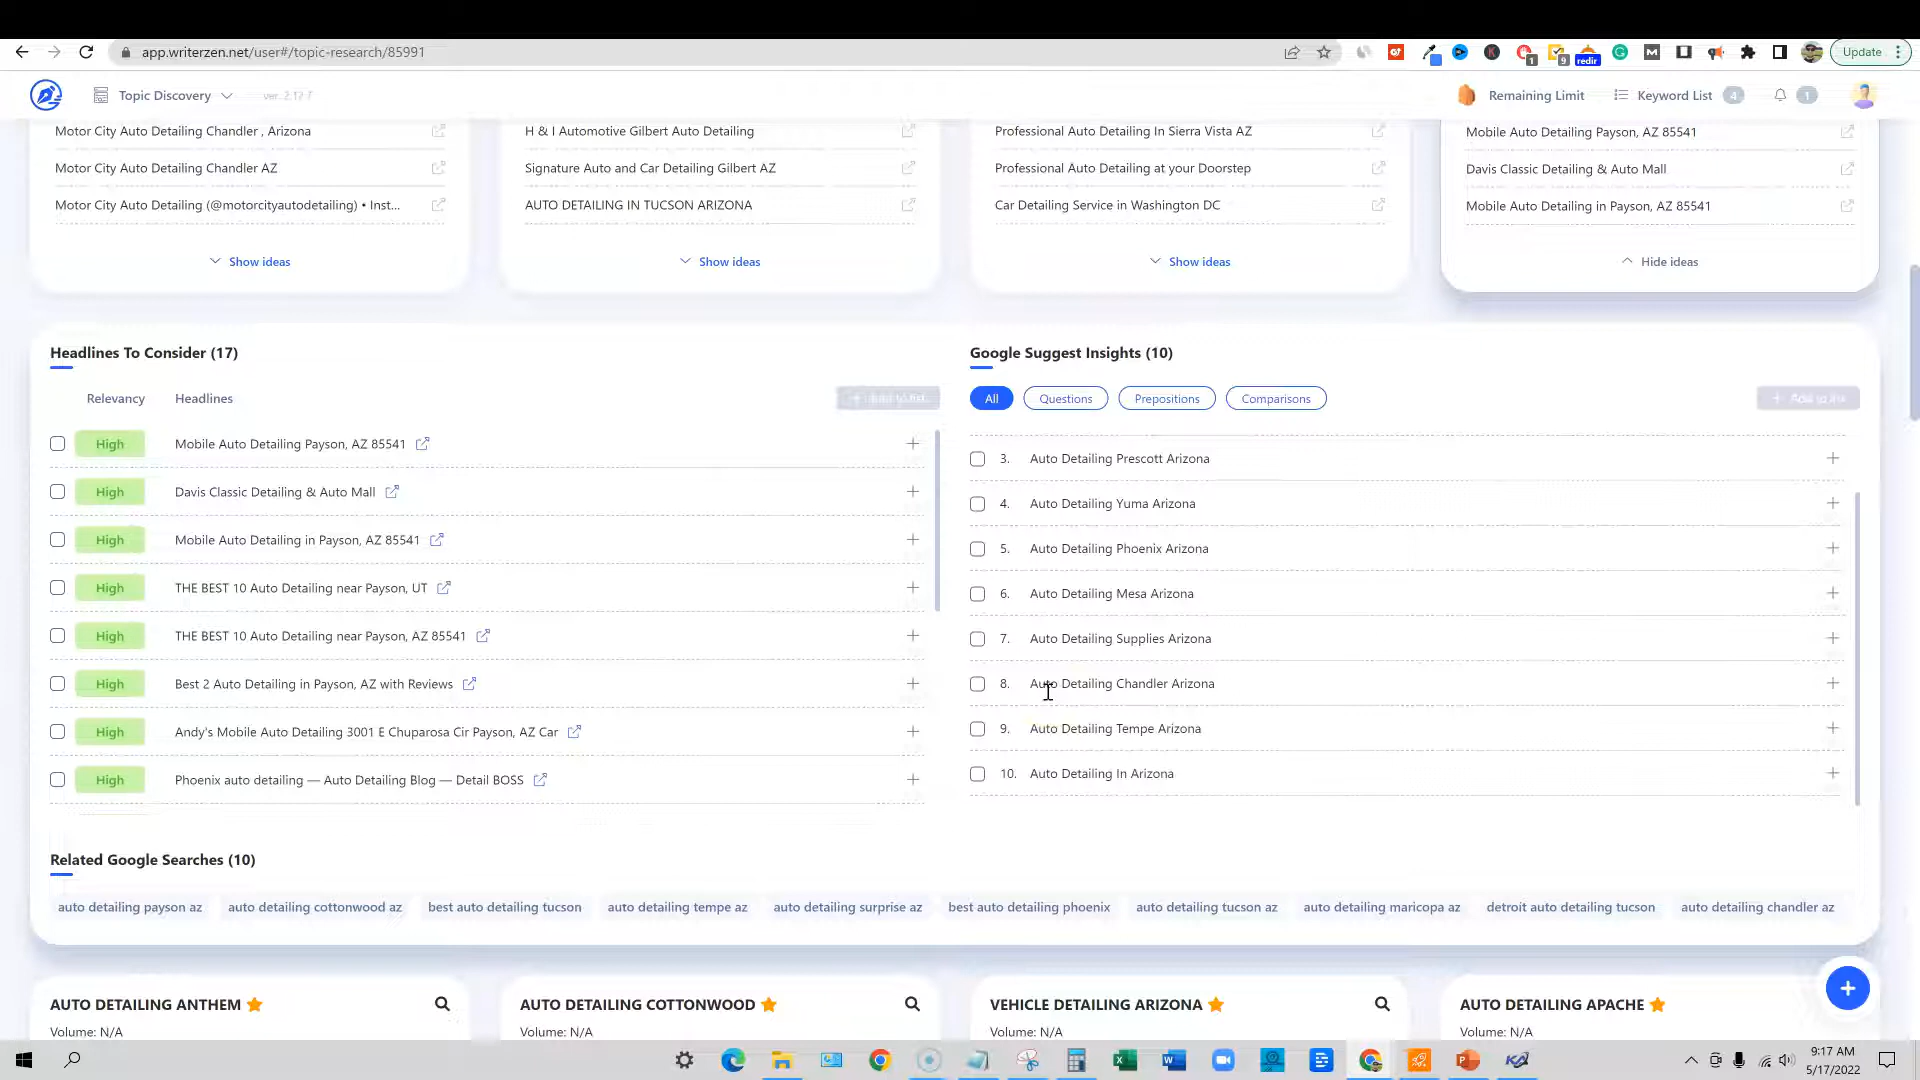 app.writerzen.net/user#/topic-research/85991
Update
1
9
redir
Topic Discovery
Remaining Limit
Keyword List 4
1
Motor City Auto Detailing Chandler , Arizona
H & I Automotive Gilbert Auto Detailing
Professional Auto Detailing In Sierra Vista AZ
Mobile Auto Detailing Payson, AZ 85541
Motor City Auto Detailing Chandler AZ
Signature Auto and Car Detailing Gilbert AZ
Professional Auto Detailing at your Doorstep
Davis Classic Detailing & Auto Mall
Motor City Auto Detailing (@motorcityautodetailing) • Inst...
AUTO DETAILING IN TUCSON ARIZONA
Car Detailing Service in Washington DC
Mobile Auto Detailing in Payson, AZ 85541
Show ideas
Show ideas
Show ideas
Hide ideas
Headlines To Consider (17)
Relevancy Headlines
High Mobile Auto Detailing Payson, AZ 85541
High Davis Classic Detailing & Auto Mall
High Mobile Auto Detailing in Payson, AZ 85541
High THE BEST 10 Auto Detailing near Payson, UT
High THE BEST 10 Auto Detailing near Payson, AZ 85541
High Best 2 Auto Detailing in Payson, AZ with Reviews
High Andy's Mobile Auto Detailing 3001 E Chuparosa Cir Payson, AZ Car
High Phoenix auto detailing — Auto Detailing Blog — Detail BOSS
Google Suggest Insights (10)
All Questions Prepositions Comparisons
+ Add to list
3. Auto Detailing Prescott Arizona
4. Auto Detailing Yuma Arizona
5. Auto Detailing Phoenix Arizona
6. Auto Detailing Mesa Arizona
7. Auto Detailing Supplies Arizona
8. Auto Detailing Chandler Arizona
9. Auto Detailing Tempe Arizona
10. Auto Detailing In Arizona
Related Google Searches (10)
auto detailing payson az
auto detailing cottonwood az
best auto detailing tucson
auto detailing tempe az
auto detailing surprise az
best auto detailing phoenix
auto detailing tucson az
auto detailing maricopa az
detroit auto detailing tucson
auto detailing chandler az
AUTO DETAILING ANTHEM
Volume: N/A
AUTO DETAILING COTTONWOOD
Volume: N/A
VEHICLE DETAILING ARIZONA
Volume: N/A
AUTO DETAILING APACHE
Volume: N/A
9:17 AM
5/17/2022